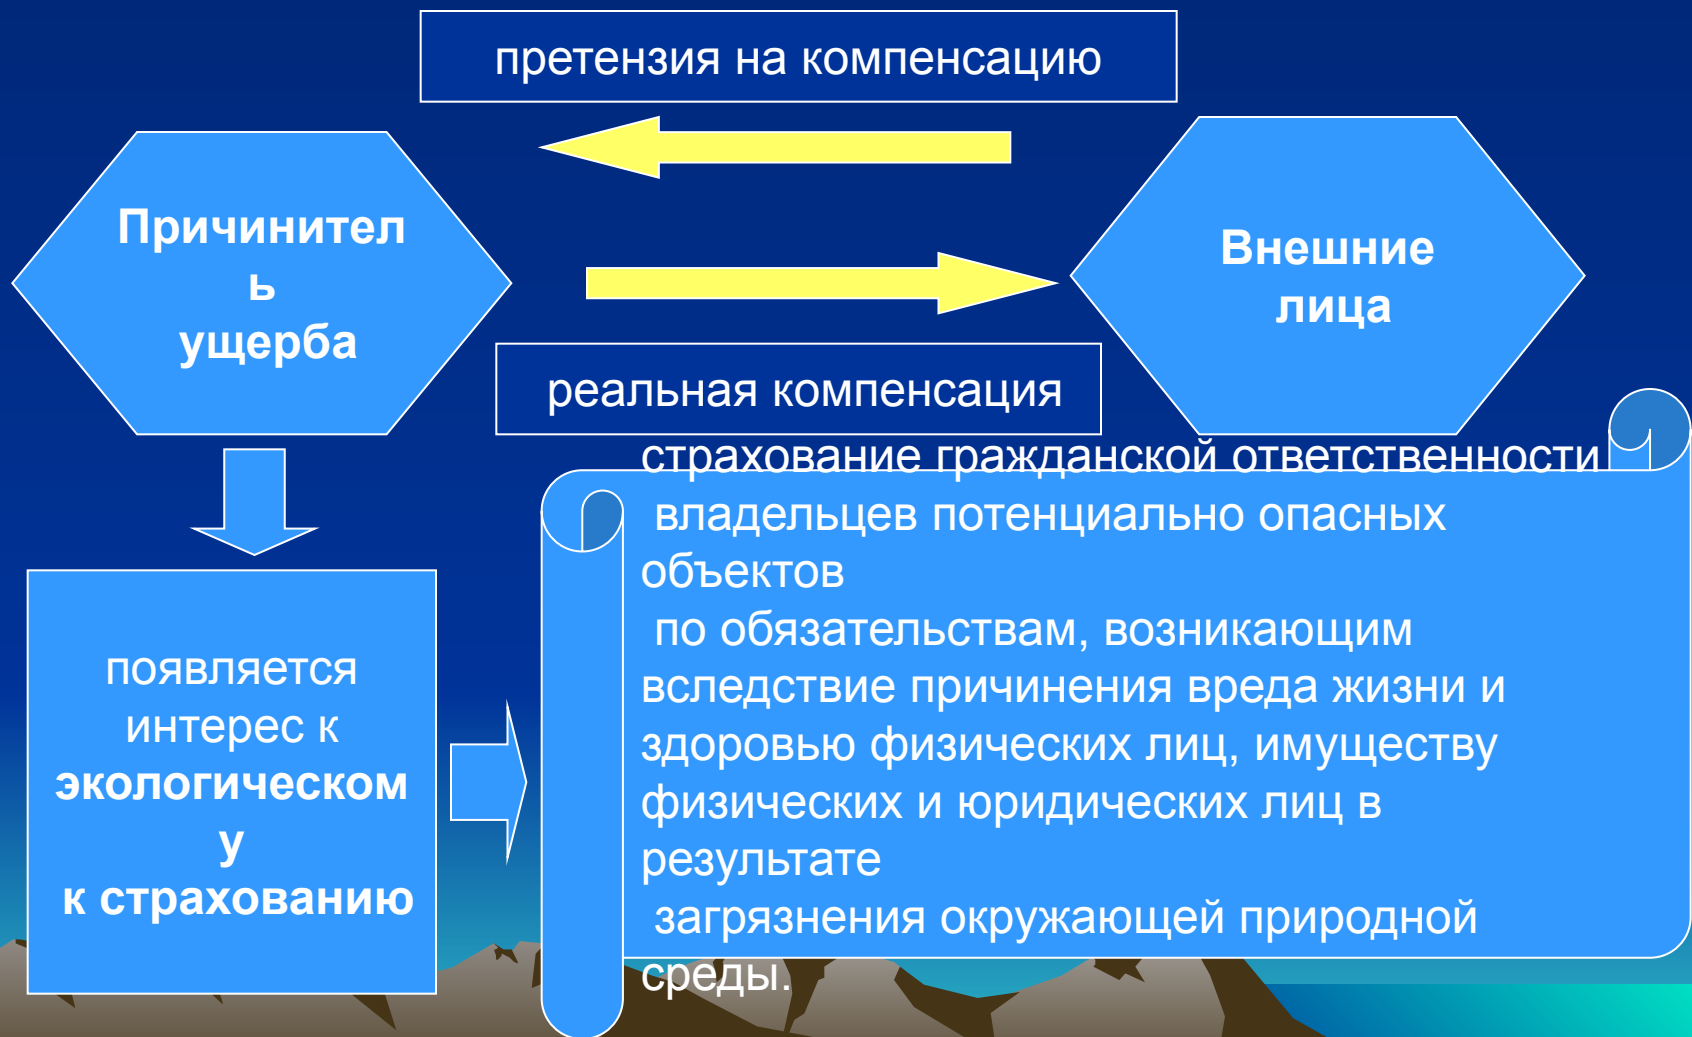 претензия на компенсацию
Причинител
ь
ущерба
Внешние
лица
реальная компенсация
появляется
интерес к
экологическом
у
к страхованию
страхование гражданской ответственности
владельцев потенциально опасных
объектов
по обязательствам, возникающим
вследствие причинения вреда жизни и
здоровью физических лиц, имуществу
физических и юридических лиц в
результате
загрязнения окружающей природной
среды.